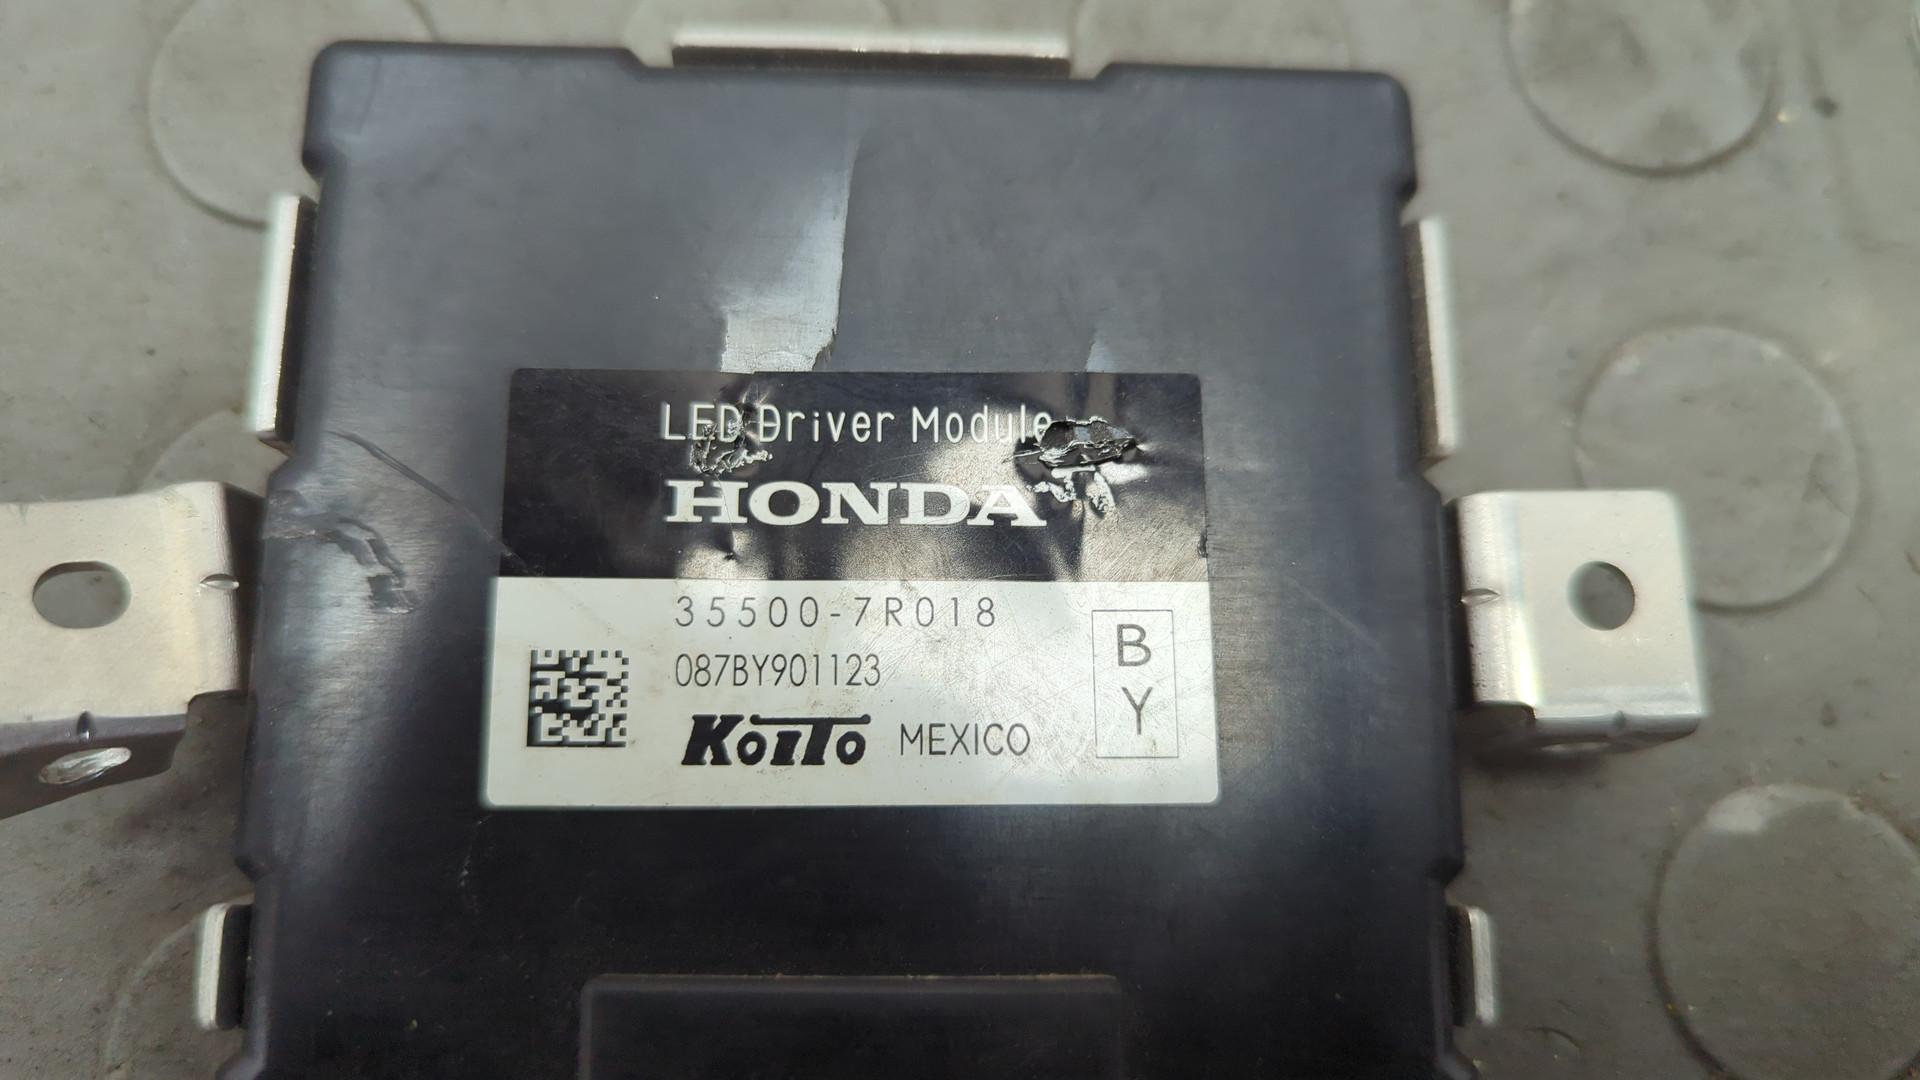 LED Driver Module
HONDA
35500-7R018
087BY901123
KOITO MEXICO
B
Y